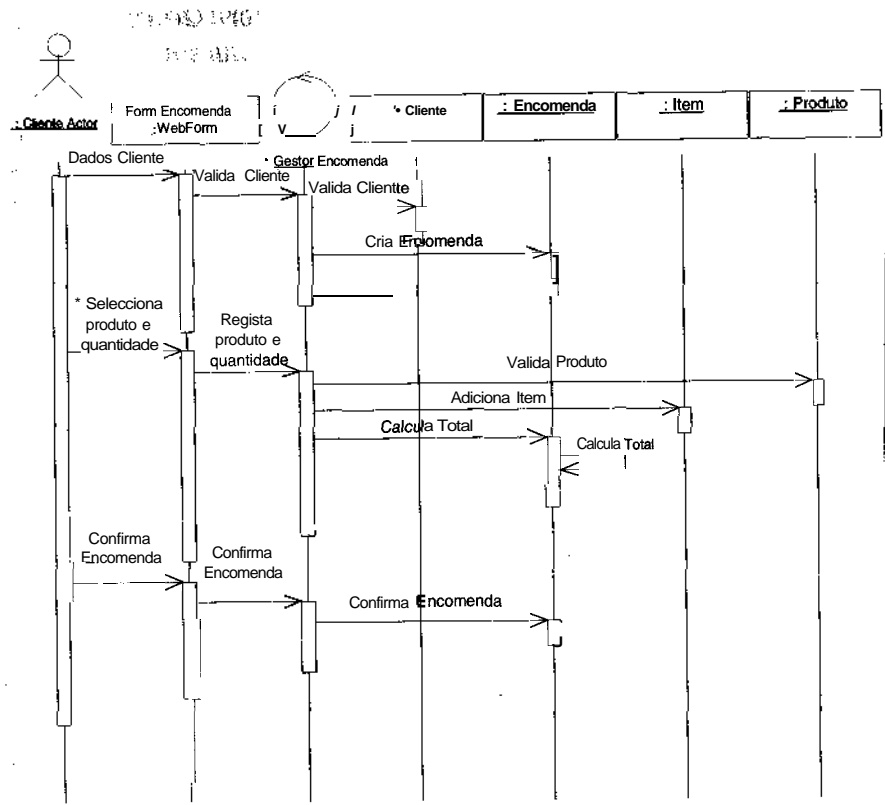 : Cliente Actor
Form Encomenda
:WebForm
: Gestor Encomenda
: Cliente
: Encomenda
: Item
: Produto
Dados Cliente
Valida Cliente
Valida Clientte
Cria Encomenda
* Selecciona
produto e
quantidade
Regista
produto e
quantidade
Valida Produto
Adiciona Item
Calcula Total
Calcula Total
Confirma
Encomenda
Confirma
Encomenda
Confirma Encomenda